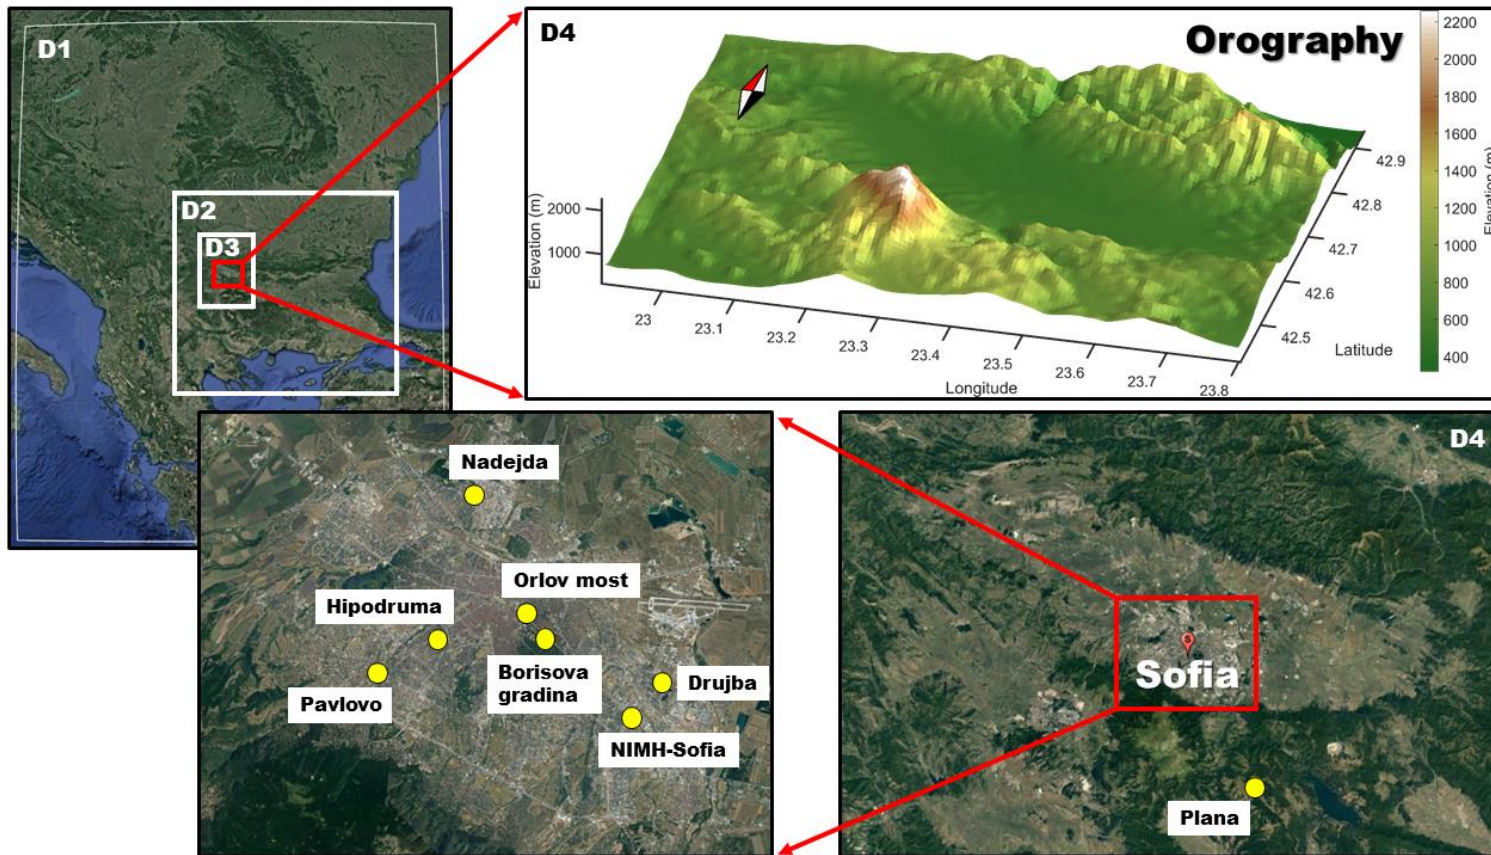 D1
D2
D3
D4
Orography
Elevation (m)
2000
1000
23
23.1
23.2
23.3
23.4
23.5
23.6
23.7
23.8
Longitude
42.5
42.6
42.7
42.8
42.9
Latitude
2200
2000
1800
1600
1400
1200
1000
800
600
400
Elevation (m)
Nadejda
Orlov most
Hipodruma
Borisova
gradina
Pavlovo
Drujba
NIMH-Sofia
D4
S
Sofia
Plana